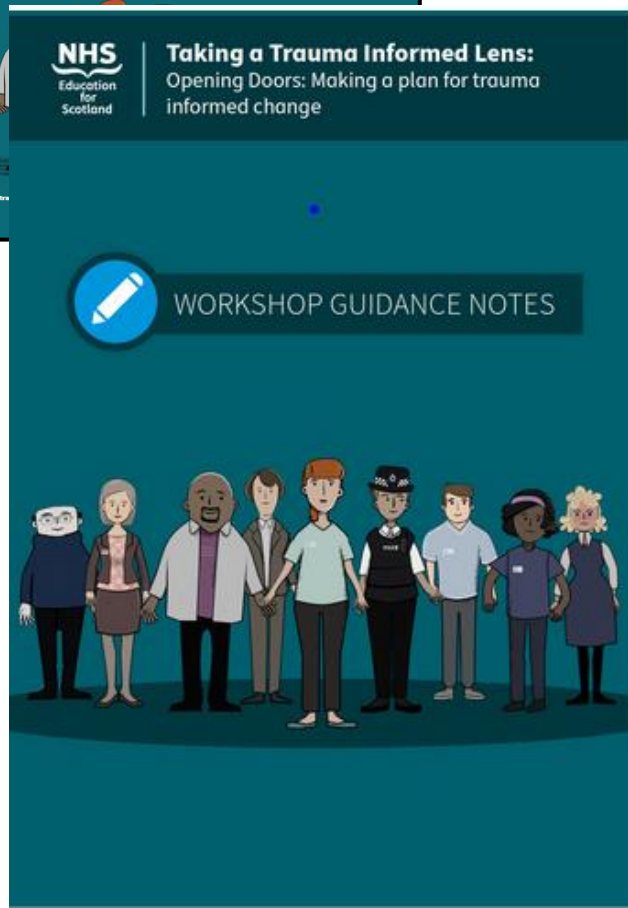 NHS
Education
for
Scotland
Taking a Trauma Informed Lens:
Opening Doors: Making a plan for trauma
informed change
WORKSHOP GUIDANCE NOTES